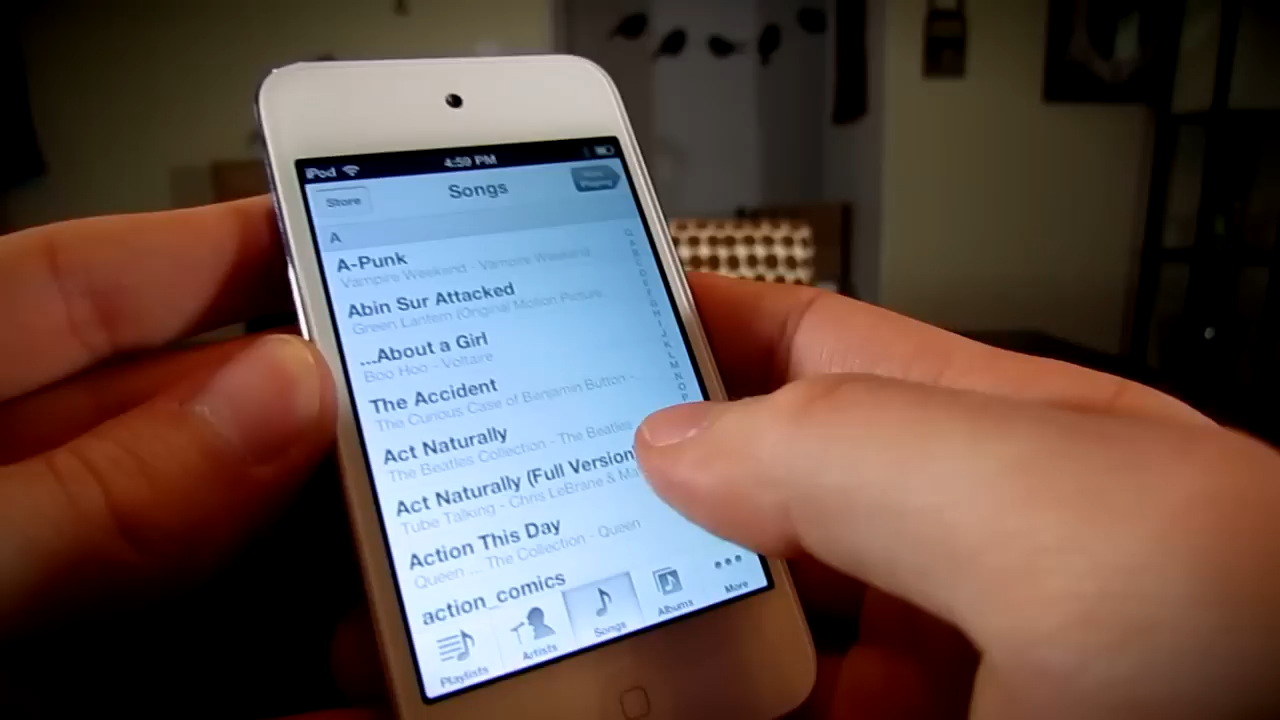 iPod 4:59 PM
Store Songs Now Playing
A
A-Punk
Vampire Weekend - Vampire Weekend
Abin Sur Attacked
Green Lantern (Original Motion Picture
...About a Girl
Boo Hoo - Voltaire
The Accident
The Curious Case of Benjamin Button -
Act Naturally
The Beatles Collection - The Beatles
Act Naturally (Full Version)
Tube Talking - Chris LeBrane & Ma
Action This Day
Queen ... The Collection - Queen
action_comics
Playlists Artists Songs Albums More
A
B
C
D
E
F
G
H
I
J
K
L
M
N
O
P